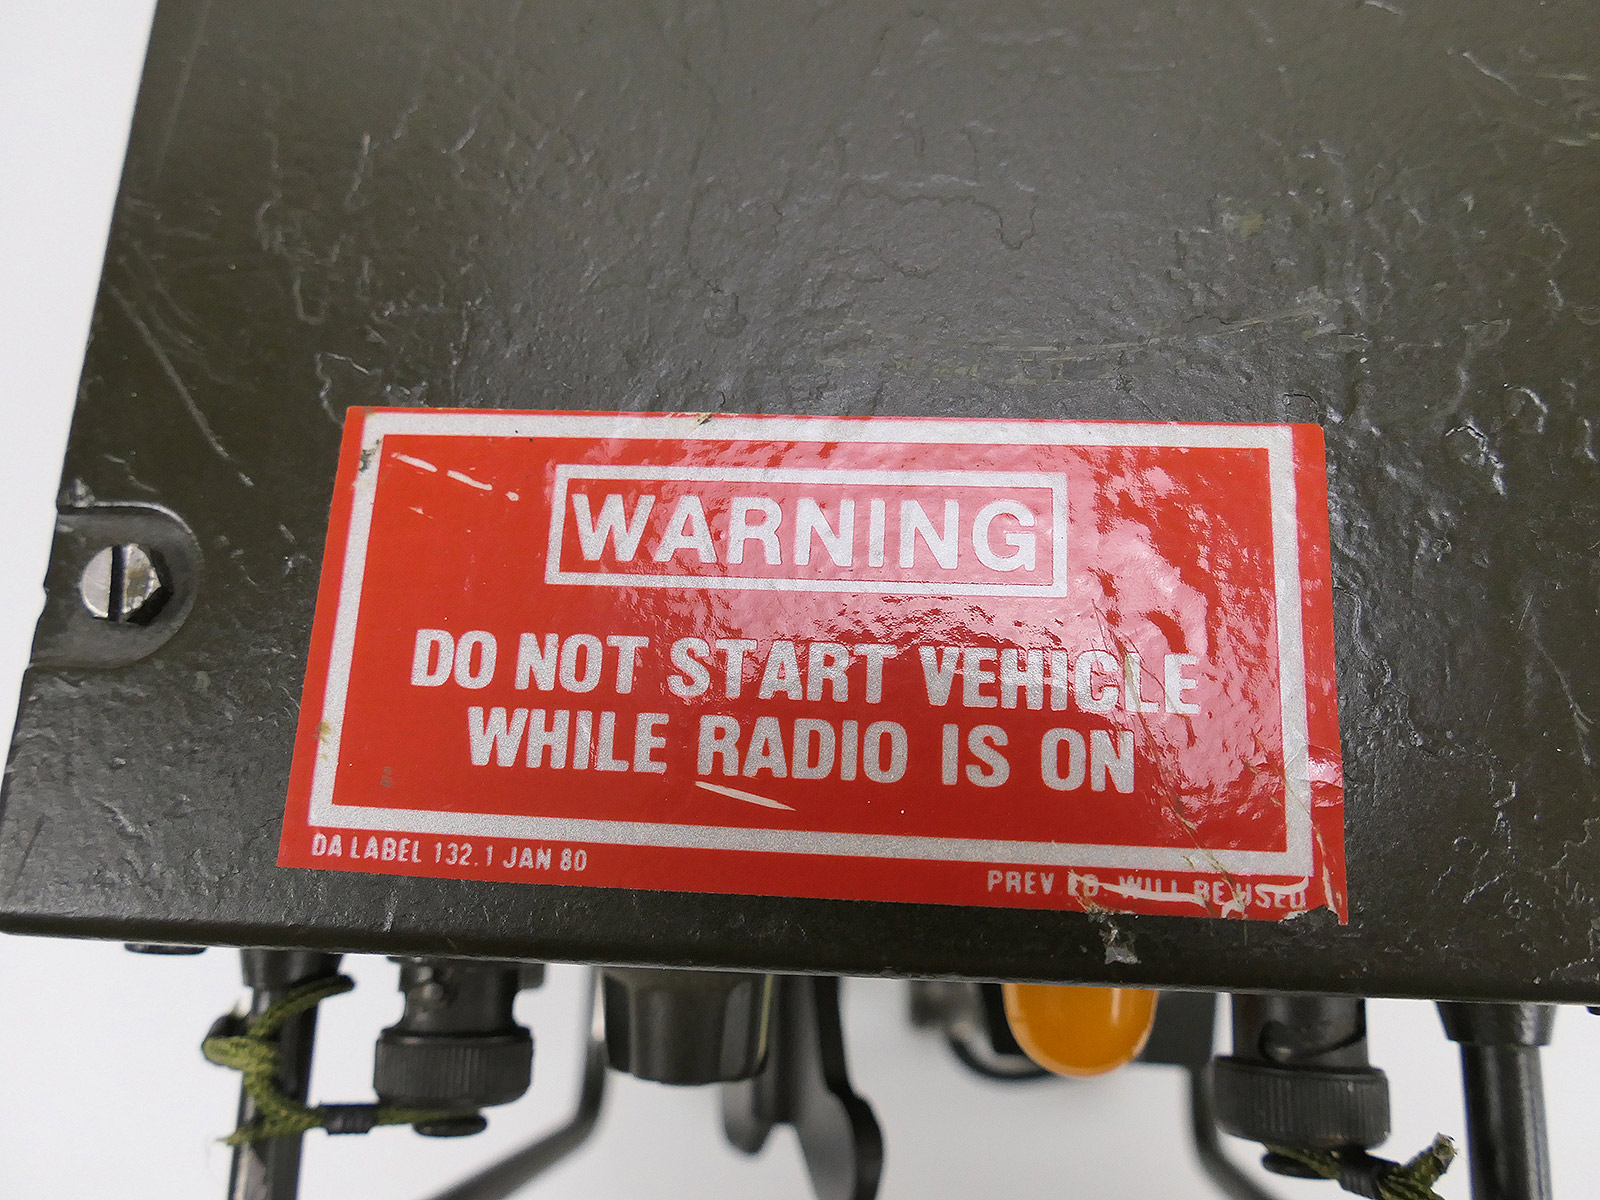 WARNING
DO NOT START VEHICLE
WHILE RADIO IS ON
DA LABEL 132.1 JAN 80
PREV ED. WILL BE USED